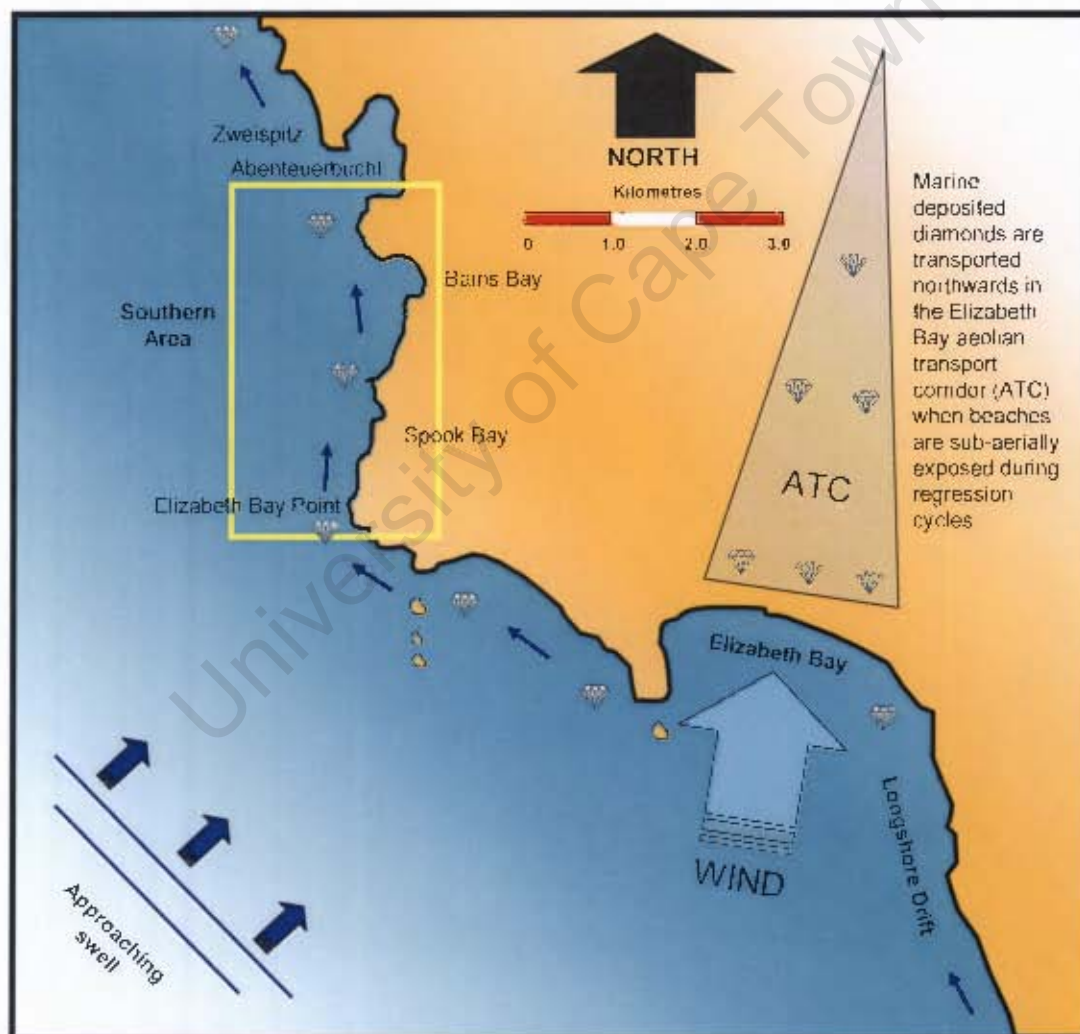 Zweispitz
Abenteuerbuchl
NORTH
Kilometres
0 1.0 2.0 3.0
Southern
Area
Bains Bay
Spook Bay
Elizabeth Bay Point
Marine
deposited
diamonds are
transported
northwards in
the Elizabeth
Bay aeolian
transport
corridor (ATC)
when beaches
are sub-aerially
exposed during
regression
cycles
ATC
Elizabeth Bay
WIND
Longshore Drift
Approaching
swell
University of Cape Town